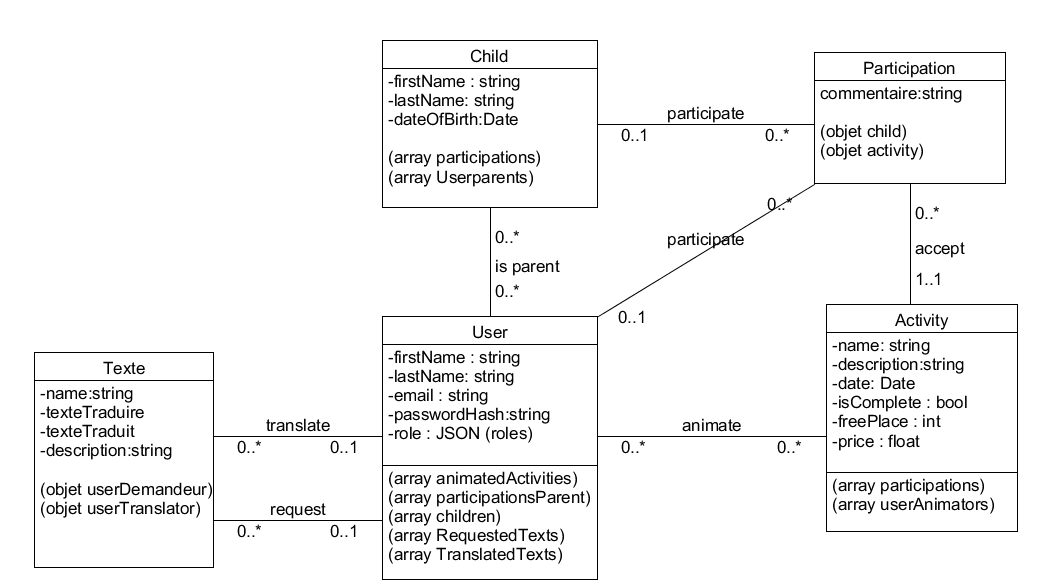 Child
-firstName : string
-lastName: string
-dateOfBirth:Date
(array participations)
(array Userparents)
participate
0..1
0..*
Participation
commentaire:string
(objet child)
(objet activity)
0..*
is parent
0..*
0..*
participate
0..1
0..*
accept
1..1
Texte
-name:string
-texteTraduire
-texteTraduit
-description:string
(objet userDemandeur)
(objet userTranslator)
translate
0..*
0..1
request
0..*
0..1
User
-firstName : string
-lastName: string
-email : string
-passwordHash:string
-role : JSON (roles)
(array animatedActivities)
(array participationsParent)
(array children)
(array RequestedTexts)
(array TranslatedTexts)
animate
0..*
0..*
Activity
-name: string
-description:string
-date: Date
-isComplete : bool
-freePlace : int
-price : float
(array participations)
(array userAnimators)